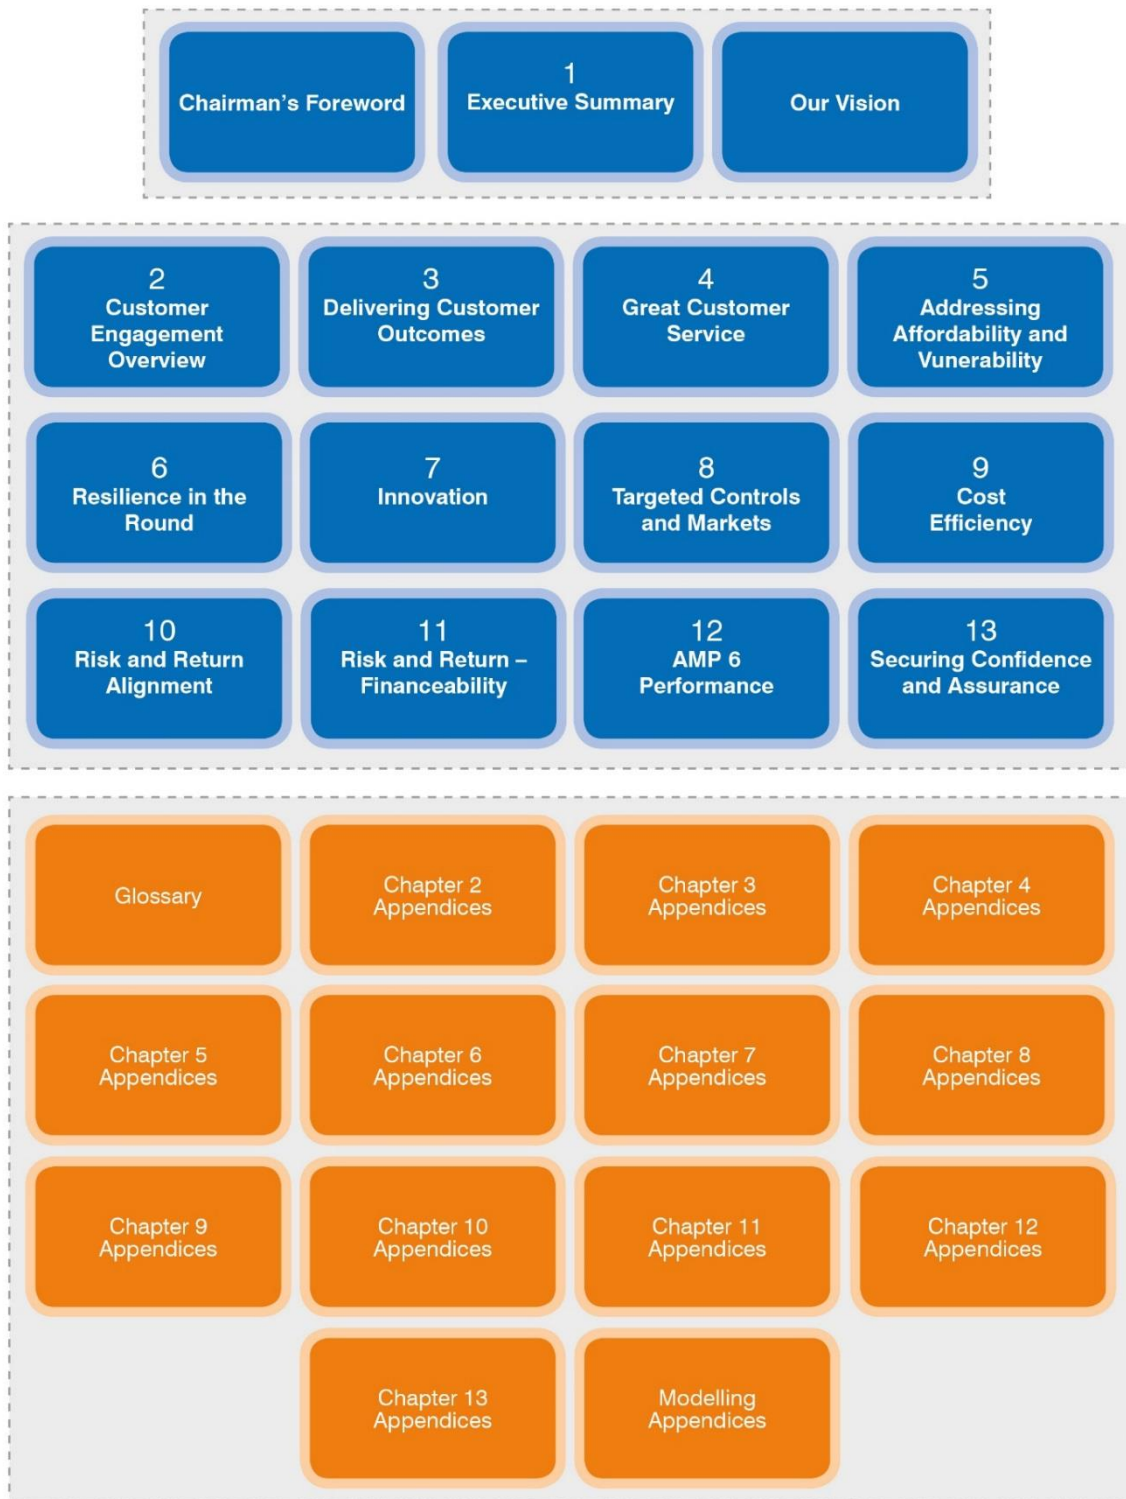 Chairman's Foreword
1
Executive Summary
Our Vision
2
Customer
Engagement
Overview
3
Delivering Customer
Outcomes
4
Great Customer
Service
5
Addressing
Affordability and
Vunerability
6
Resilience in the
Round
7
Innovation
8
Targeted Controls
and Markets
9
Cost
Efficiency
10
Risk and Return
Alignment
11
Risk and Return –
Financeability
12
AMP 6
Performance
13
Securing Confidence
and Assurance
Glossary
Chapter 2
Appendices
Chapter 3
Appendices
Chapter 4
Appendices
Chapter 5
Appendices
Chapter 6
Appendices
Chapter 7
Appendices
Chapter 8
Appendices
Chapter 9
Appendices
Chapter 10
Appendices
Chapter 11
Appendices
Chapter 12
Appendices
Chapter 13
Appendices
Modelling
Appendices